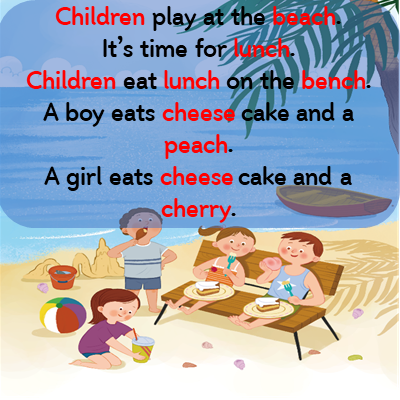 Children play at the beach.
It's time for lunch.
Children eat lunch on the bench.
A boy eats cheese cake and a
peach.
A girl eats cheese cake and a
cherry.